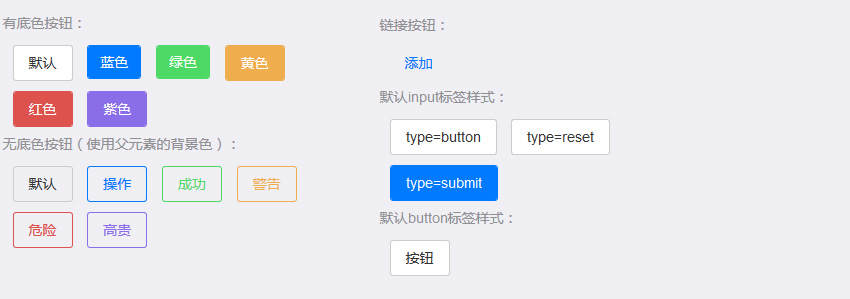 有底色按钮：
默认 蓝色 绿色 黄色
红色 紫色
无底色按钮（使用父元素的背景色）：
默认 操作 成功 警告
危险 高贵
链接按钮：
添加
默认input标签样式：
type=button type=reset
type=submit
默认button标签样式：
按钮